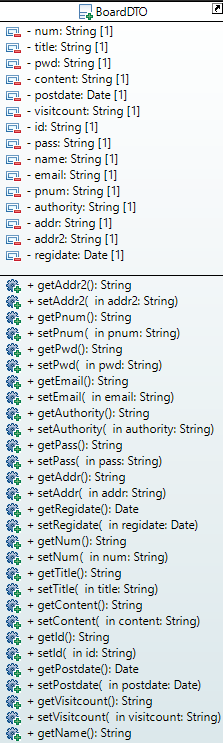 BoardDTO
- num: String [1]
- title: String [1]
- pwd: String [1]
- content: String [1]
- postdate: Date [1]
- visitcount: String [1]
- id: String [1]
- pass: String [1]
- name: String [1]
- email: String [1]
- pnum: String [1]
- authority: String [1]
- addr: String [1]
- addr2: String [1]
- regidate: Date [1]
+ getAddr2(): String
+ setAddr2(  in addr2: String)
+ getPnum(): String
+ setPnum(  in pnum: String)
+ getPwd(): String
+ setPwd(  in pwd: String)
+ getEmail(): String
+ setEmail(  in email: String)
+ getAuthority(): String
+ setAuthority(  in authority: String)
+ getPass(): String
+ setPass(  in pass: String)
+ getAddr(): String
+ setAddr(  in addr: String)
+ getRegidate(): Date
+ setRegidate(  in regidate: Date)
+ getNum(): String
+ setNum(  in num: String)
+ getTitle(): String
+ setTitle(  in title: String)
+ getContent(): String
+ setContent(  in content: String)
+ getId(): String
+ setId(  in id: String)
+ getPostdate(): Date
+ setPostdate(  in postdate: Date)
+ getVisitcount(): String
+ setVisitcount(  in visitcount: String)
+ getName(): String